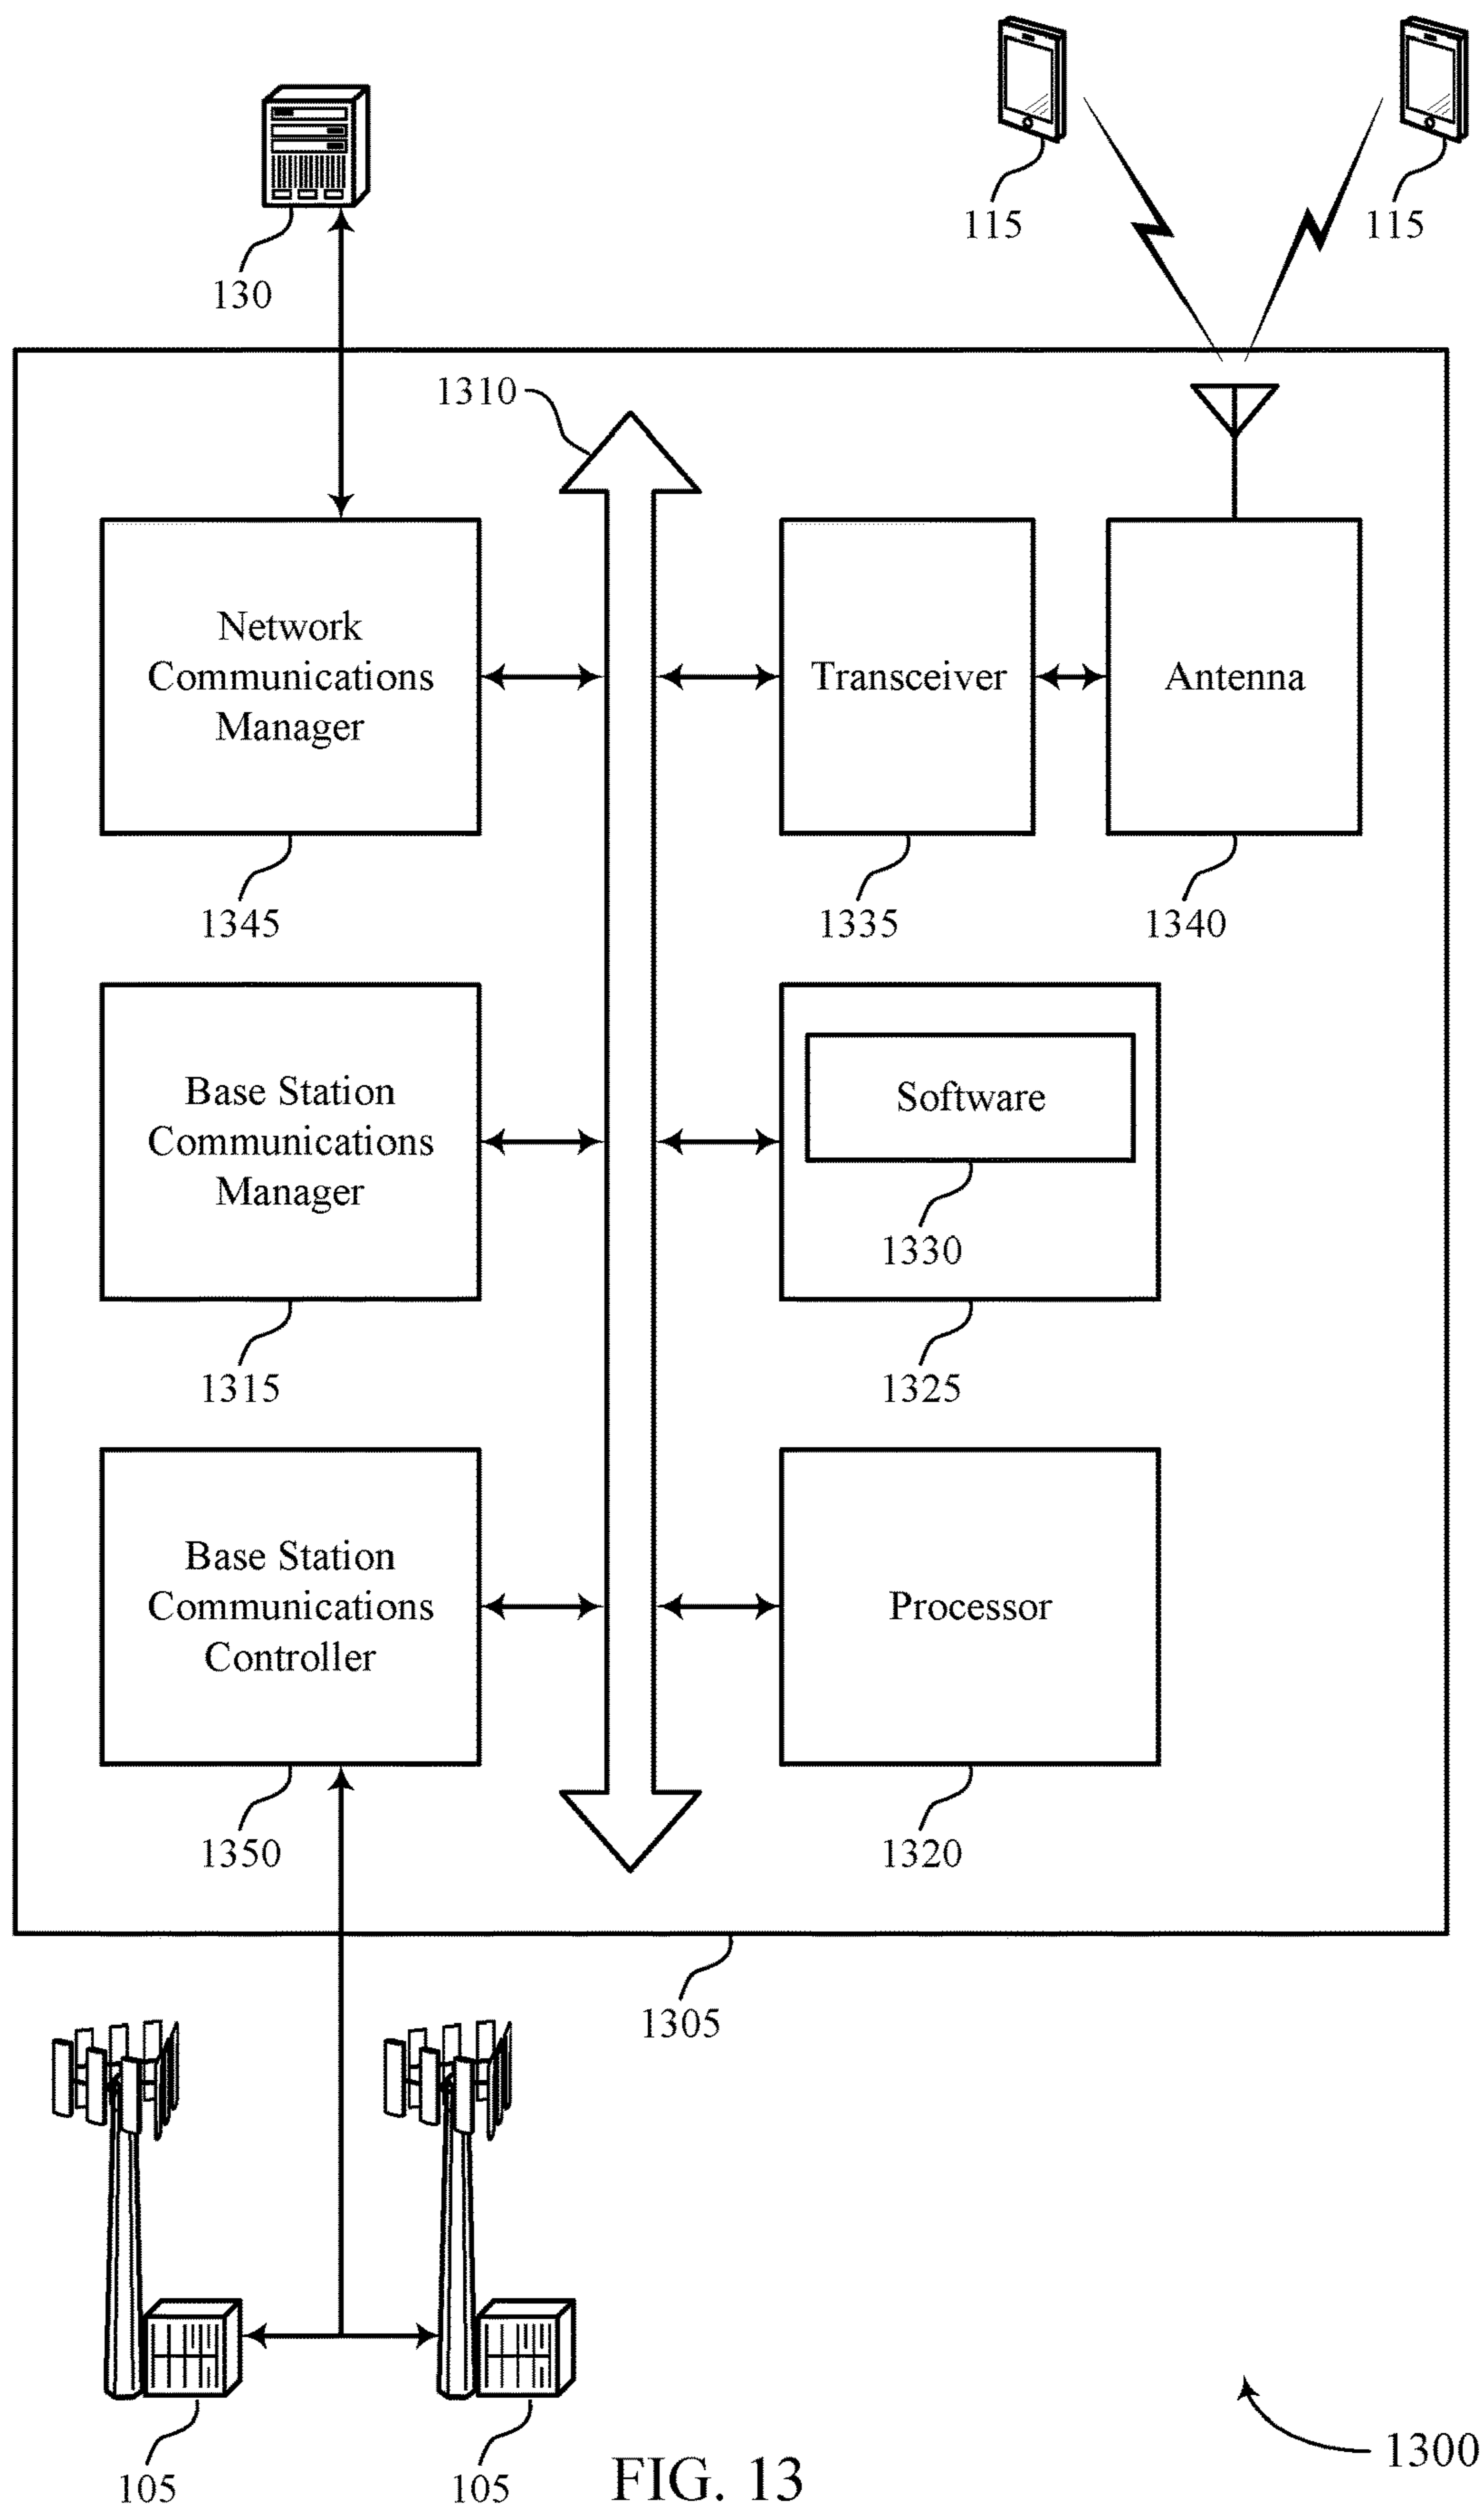 115
115
130
1310
Network
Communications
Manager
Transceiver
Antenna
1345
1335
1340
Base Station
Communications
Manager
Software
1330
1315
1325
Base Station
Communications
Controller
Processor
1350
1320
1305
105
105
FIG. 13
1300